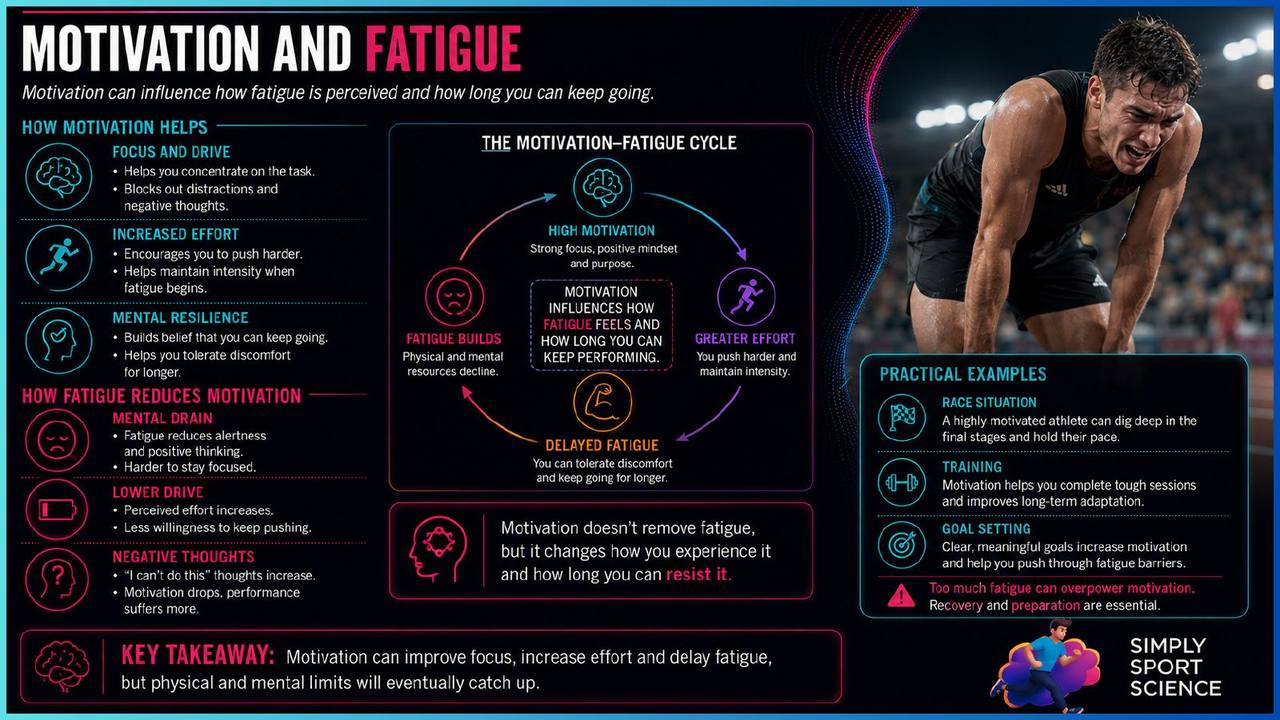 MOTIVATION AND FATIGUE
Motivation can influence how fatigue is perceived and how long you can keep going.
HOW MOTIVATION HELPS
FOCUS AND DRIVE
• Helps you concentrate on the task.
• Blocks out distractions and
negative thoughts.
INCREASED EFFORT
• Encourages you to push harder.
• Helps maintain intensity when
fatigue begins.
MENTAL RESILIENCE
• Builds belief that you can keep going.
• Helps you tolerate discomfort
for longer.
HOW FATIGUE REDUCES MOTIVATION
MENTAL DRAIN
• Fatigue reduces alertness
and positive thinking.
• Harder to stay focused.
LOWER DRIVE
• Perceived effort increases.
• Less willingness to keep pushing.
NEGATIVE THOUGHTS
• "I can't do this" thoughts increase.
• Motivation drops, performance
suffers more.
THE MOTIVATION–FATIGUE CYCLE
HIGH MOTIVATION
Strong focus, positive mindset
and purpose.
GREATER EFFORT
You push harder and
maintain intensity.
DELAYED FATIGUE
You can tolerate discomfort
and keep going for longer.
FATIGUE BUILDS
Physical and mental
resources decline.
MOTIVATION
INFLUENCES HOW
FATIGUE FEELS AND
HOW LONG YOU CAN
KEEP PERFORMING.
Motivation doesn't remove fatigue,
but it changes how you experience it
and how long you can resist it.
PRACTICAL EXAMPLES
RACE SITUATION
A highly motivated athlete can dig deep in the
final stages and hold their pace.
TRAINING
Motivation helps you complete tough sessions
and improves long-term adaptation.
GOAL SETTING
Clear, meaningful goals increase motivation
and help you push through fatigue barriers.
Too much fatigue can overpower motivation.
Recovery and preparation are essential.
KEY TAKEAWAY: Motivation can improve focus, increase effort and delay fatigue,
but physical and mental limits will eventually catch up.
SIMPLY
SPORT
SCIENCE